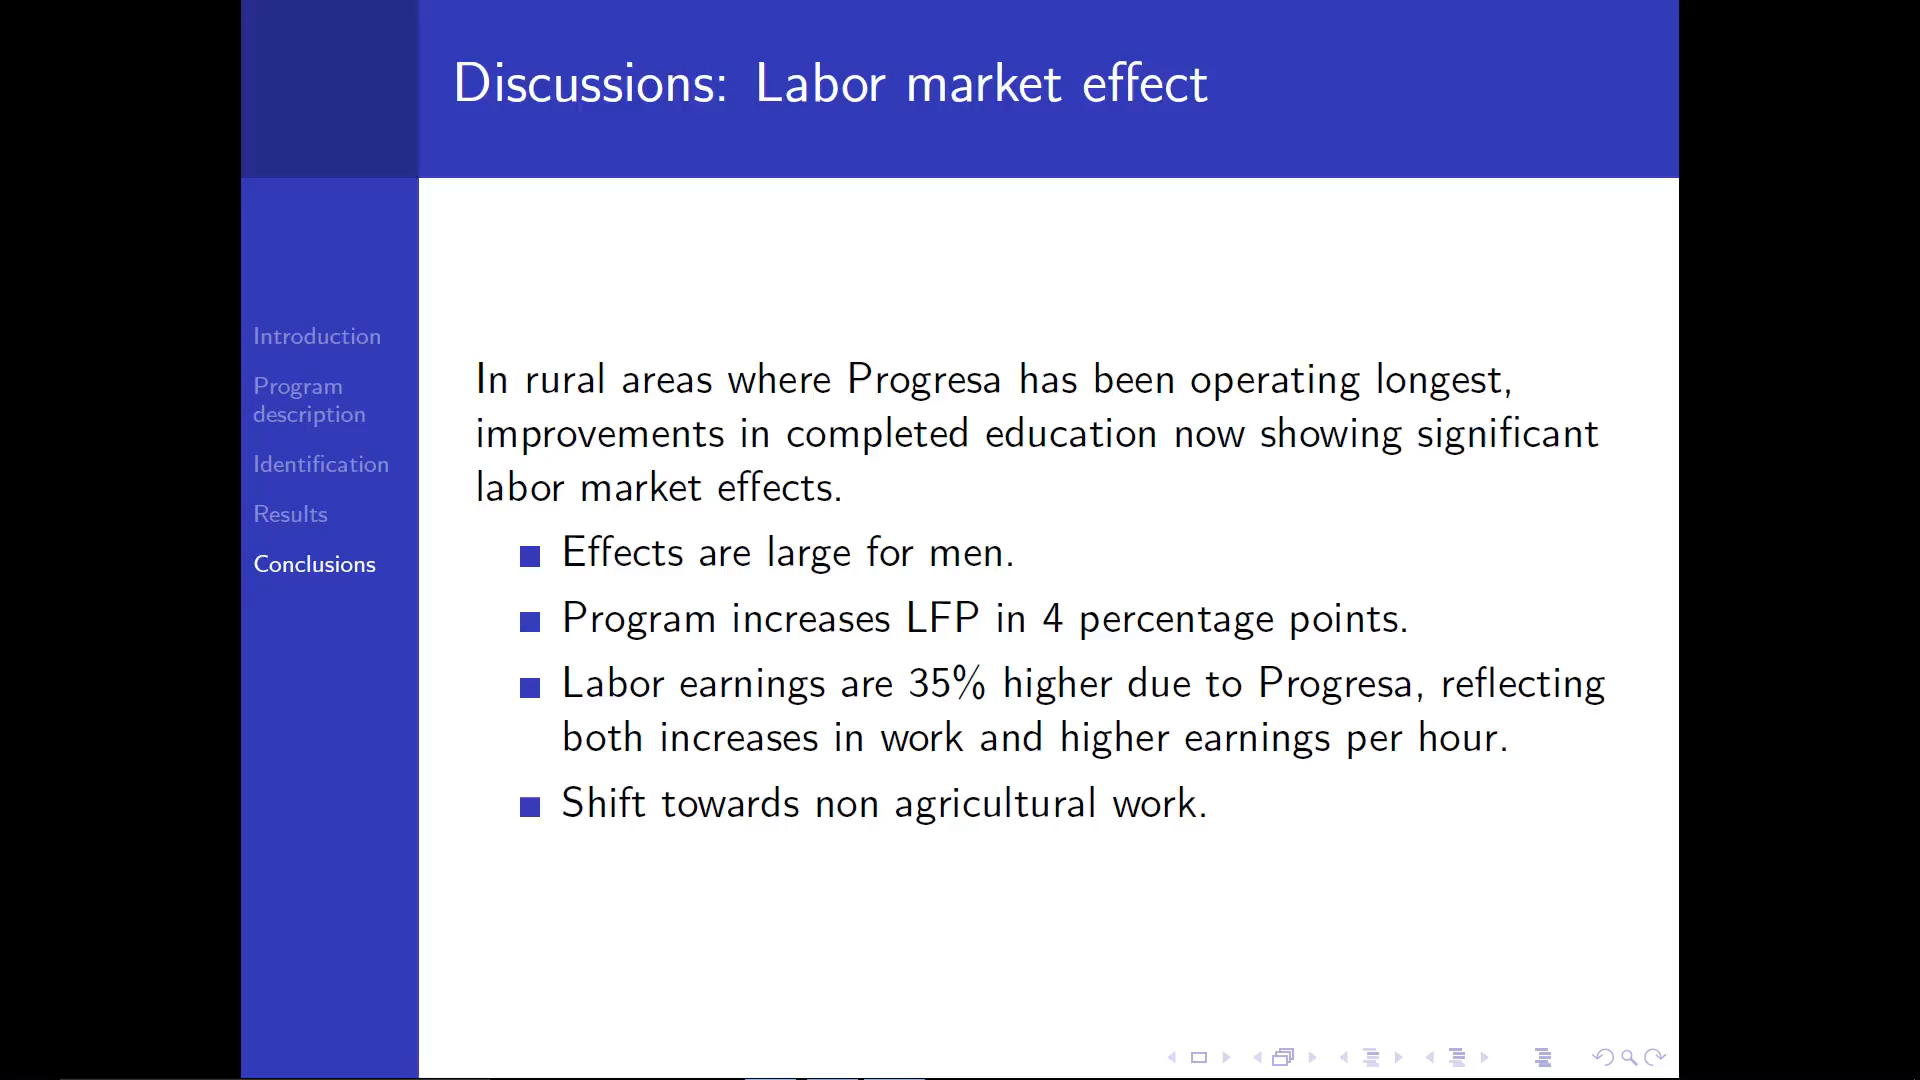 Discussions: Labor market effect
Introduction
Program
description
Identification
Results
Conclusions
In rural areas where Progresa has been operating longest,
improvements in completed education now showing significant
labor market effects.
Effects are large for men.
Program increases LFP in 4 percentage points.
Labor earnings are 35% higher due to Progresa, reflecting
both increases in work and higher earnings per hour.
Shift towards non agricultural work.